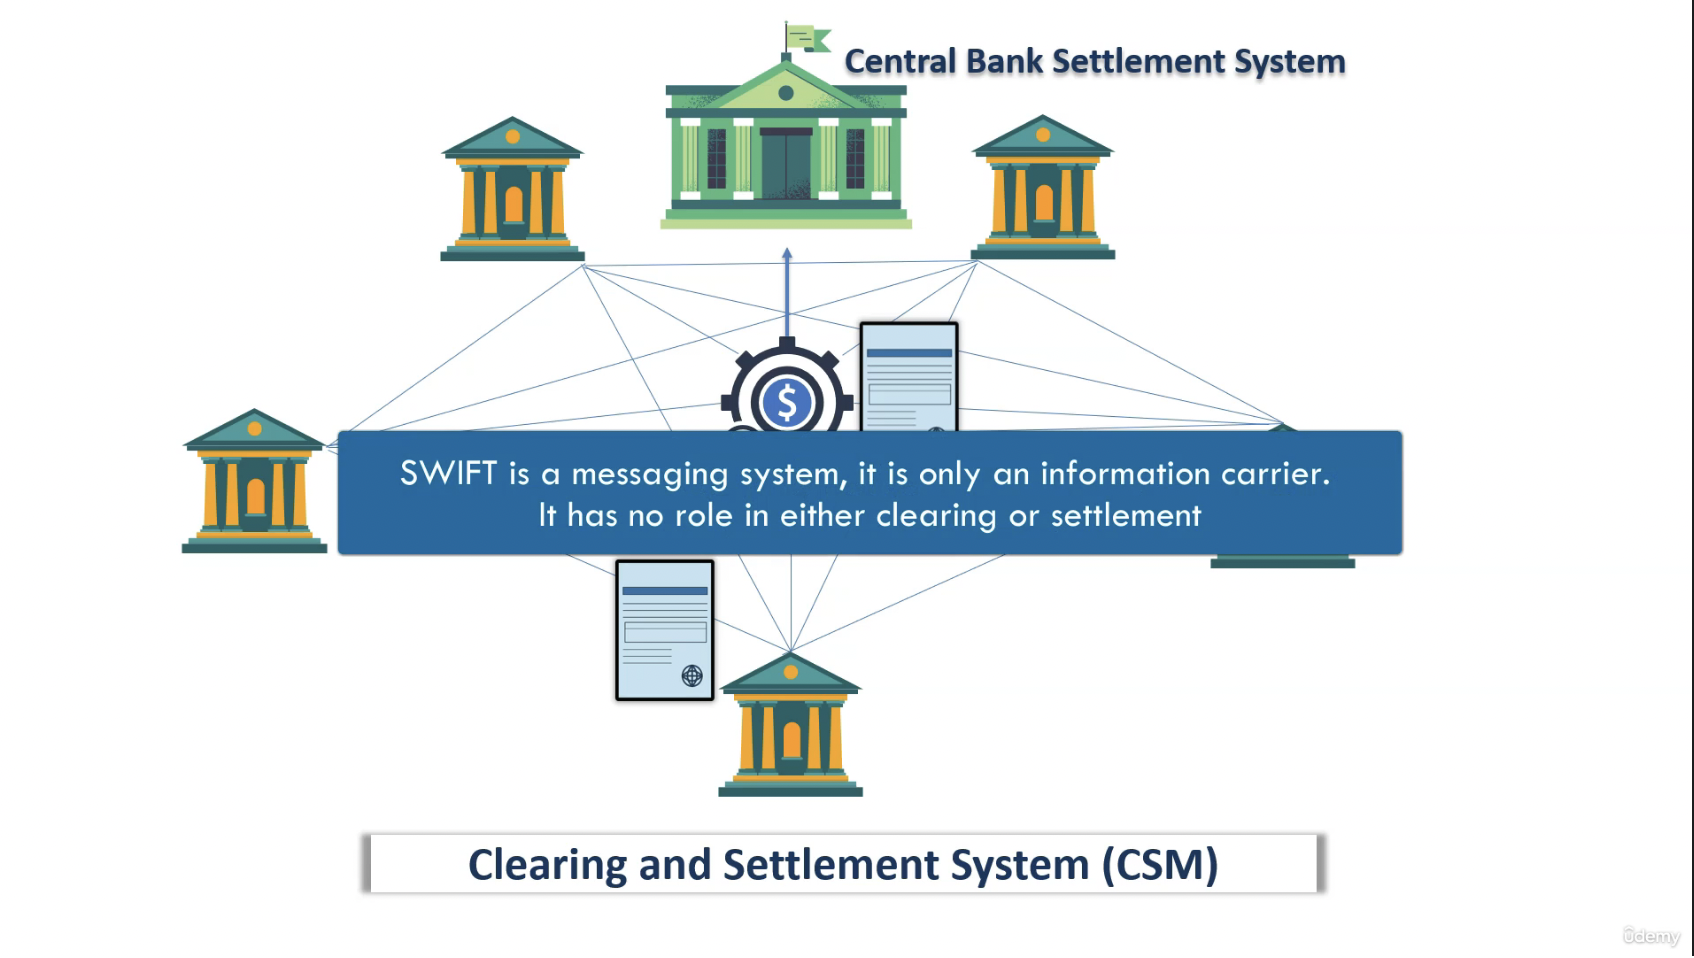 Central Bank Settlement System
$
SWIFT is a messaging system, it is only an information carrier.
It has no role in either clearing or settlement
Clearing and Settlement System (CSM)
ûdemy